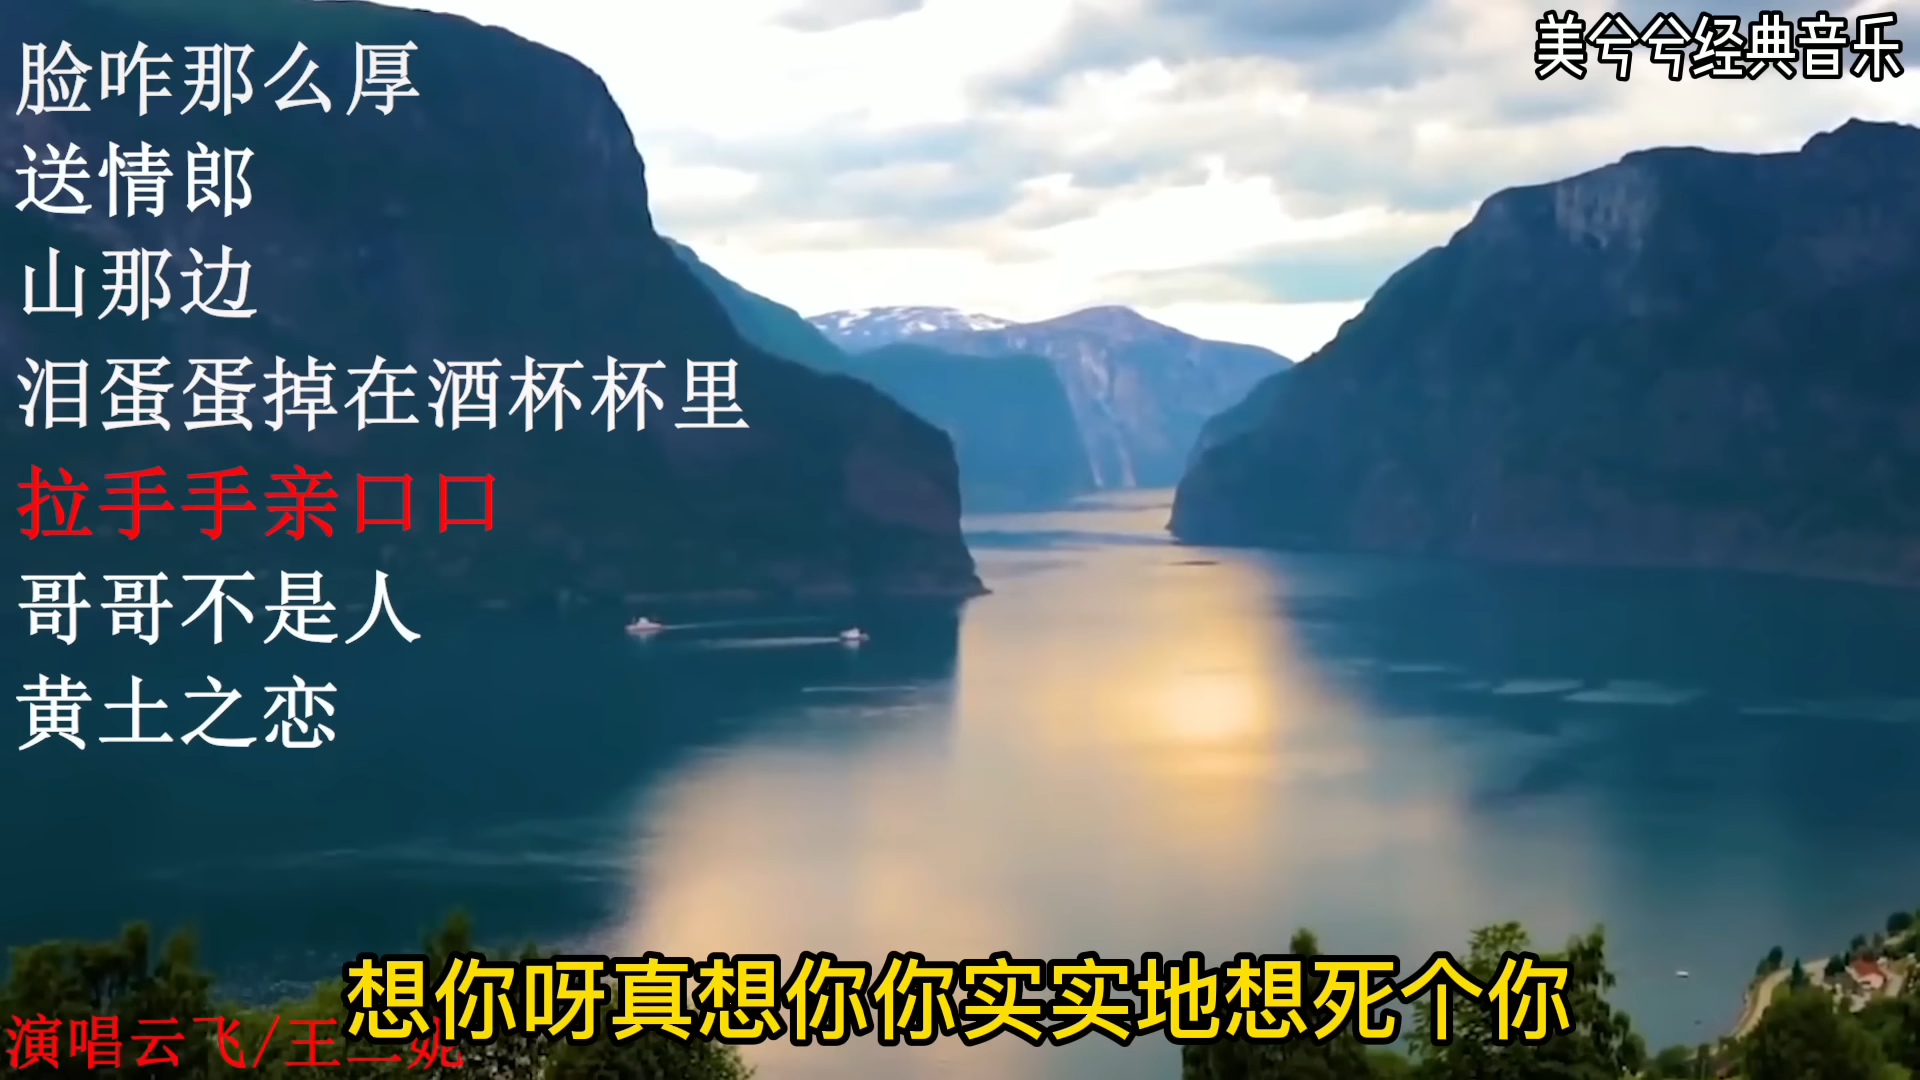 美兮兮经典音乐
脸咋那么厚
送情郎
山那边
泪蛋蛋掉在酒杯杯里
拉手手亲口口
哥哥不是人
黄土之恋
想你呀真想你你实实地想死个你
演唱云飞/王二妮